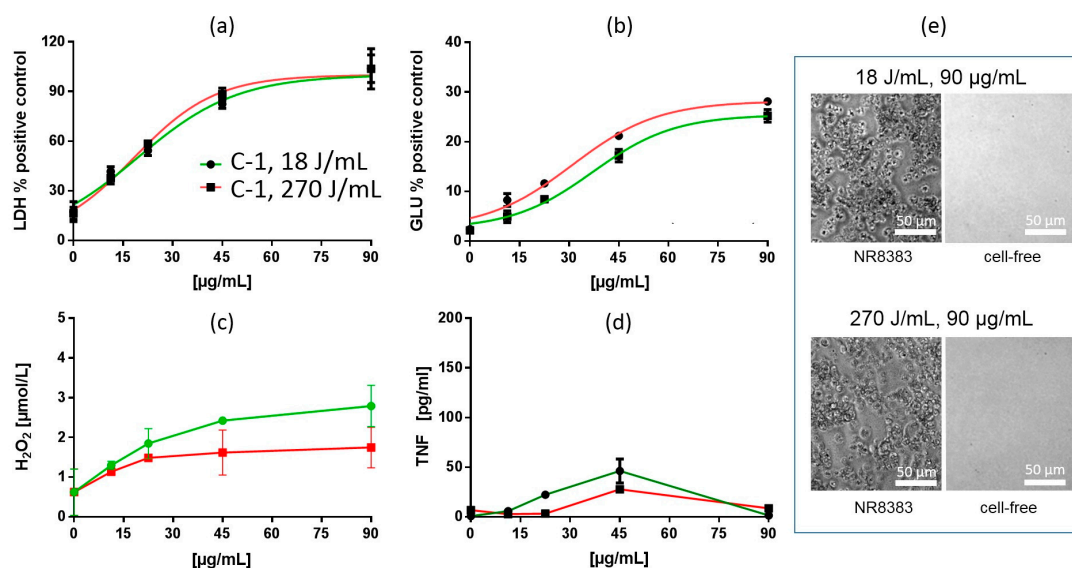 (a)
LDH % positive control
120
90
60
30
0
C-1, 18 J/mL
C-1, 270 J/mL
0 15 30 45 60 75 90
[µg/mL]
(b)
GLU % positive control
40
30
20
10
0
0 15 30 45 60 75 90
[µg/mL]
(c)
H₂O₂ [µmol/L]
5
4
3
2
1
0
0 15 30 45 60 75 90
[µg/mL]
(d)
TNF [pg/ml]
200
150
100
50
0
0 15 30 45 60 75 90
[µg/mL]
(e)
18 J/mL, 90 µg/mL
50 µm 50 µm
NR8383 cell-free
270 J/mL, 90 µg/mL
50 µm 50 µm
NR8383 cell-free